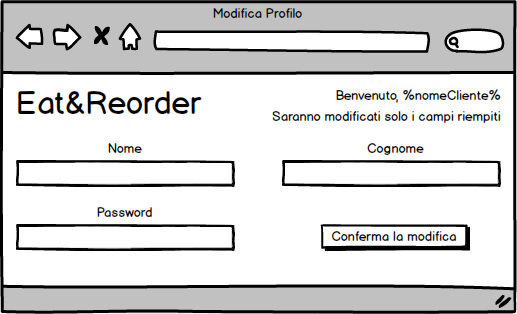 Modifica Profilo
Eat&Reorder
Benvenuto, %nomeCliente%
Saranno modificati solo i campi riempiti
Nome
Cognome
Password
Conferma la modifica